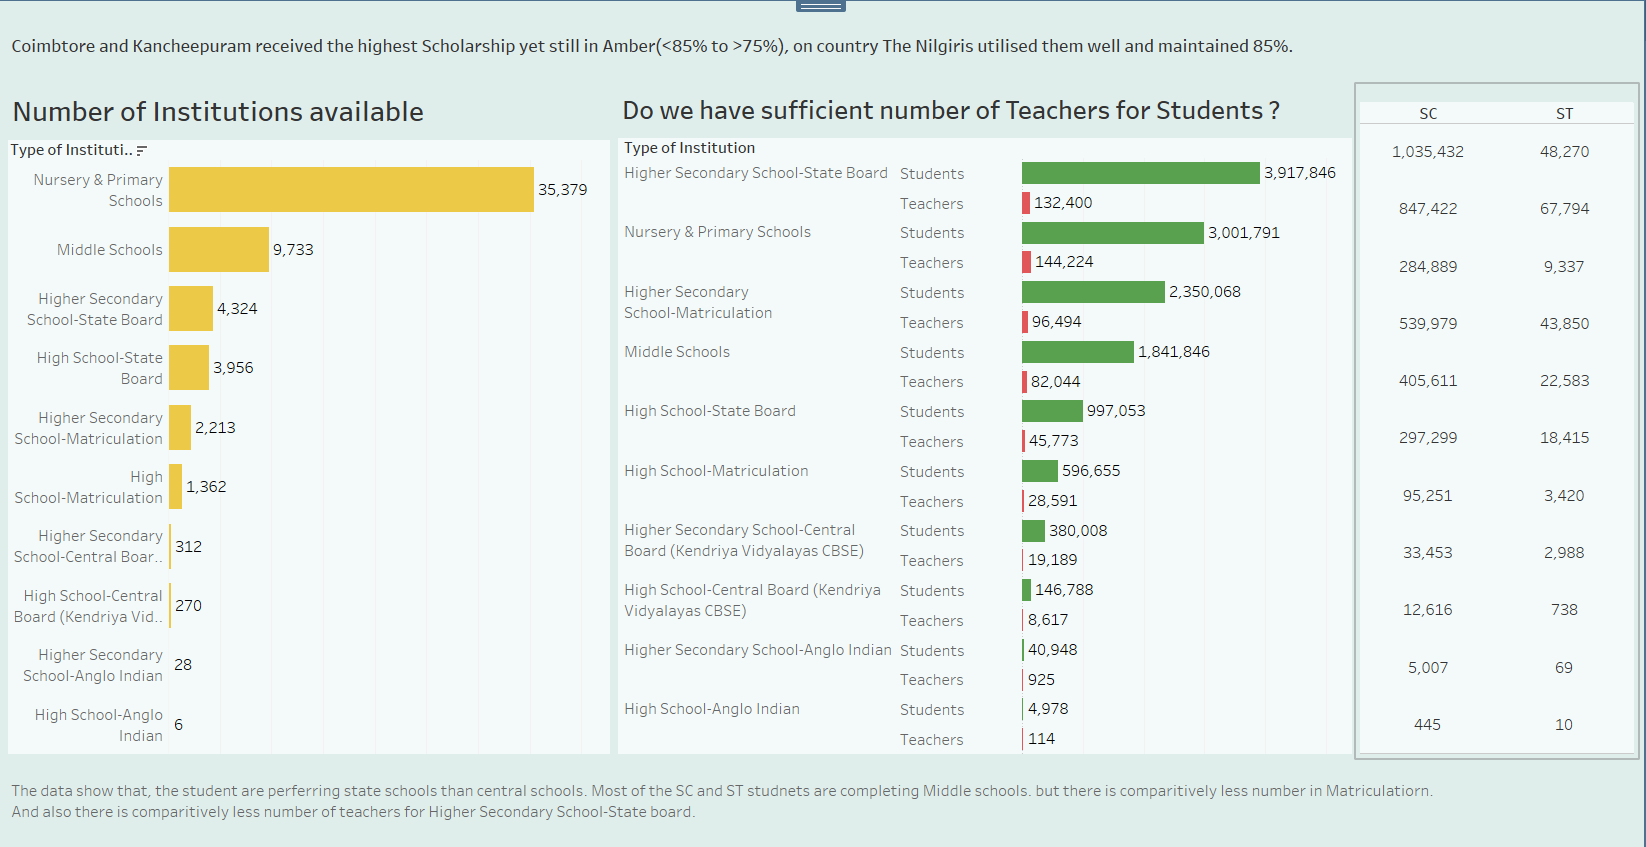 Coimbtore and Kancheepuram received the highest Scholarship yet still in Amber(<85% to >75%), on country The Nilgiris utilised them well and maintained 85%.
Number of Institutions available
Type of Instituti..
Nursery & Primary
Schools
35,379
Middle Schools
9,733
Higher Secondary
School-State Board
4,324
High School-State
Board
3,956
Higher Secondary
School-Matriculation
2,213
High
School-Matriculation
1,362
Higher Secondary
School-Central Boar..
312
High School-Central
Board (Kendriya Vid..
270
Higher Secondary
School-Anglo Indian
28
High School-Anglo
Indian
6
Do we have sufficient number of Teachers for Students ?
Type of Institution
Higher Secondary School-State Board Students 3,917,846
Teachers 132,400
Nursery & Primary Schools Students 3,001,791
Teachers 144,224
Higher Secondary
School-Matriculation
Students 2,350,068
Teachers 96,494
Middle Schools Students 1,841,846
Teachers 82,044
High School-State Board Students 997,053
Teachers 45,773
High School-Matriculation Students 596,655
Teachers 28,591
Higher Secondary School-Central
Board (Kendriya Vidyalayas CBSE)
Students 380,008
Teachers 19,189
High School-Central Board (Kendriya
Vidyalayas CBSE)
Students 146,788
Teachers 8,617
Higher Secondary School-Anglo Indian Students 40,948
Teachers 925
High School-Anglo Indian Students 4,978
Teachers 114
SC ST
1,035,432 48,270
847,422 67,794
284,889 9,337
539,979 43,850
405,611 22,583
297,299 18,415
95,251 3,420
33,453 2,988
12,616 738
5,007 69
445 10
The data show that, the student are perferring state schools than central schools. Most of the SC and ST studnets are completing Middle schools. but there is comparitively less number in Matriculatiorn.
And also there is comparitively less number of teachers for Higher Secondary School-State board.